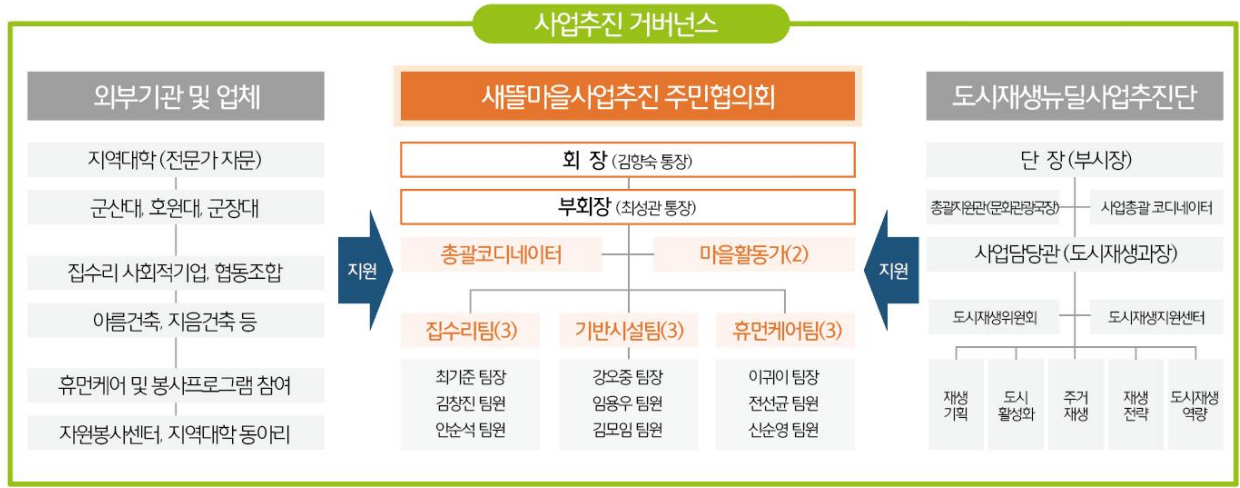 사업추진 거버넌스
외부기관 및 업체
지역대학 (전문가 자문)
군산대, 호원대, 군장대
집수리 사회적기업, 협동조합
아름건축, 지음건축 등
휴먼케어 및 봉사프로그램 참여
자원봉사센터, 지역대학 동아리
지원
새뜰마을사업추진 주민협의회
회 장 (김향숙 통장)
부회장 (최성관 통장)
총괄코디네이터
마을활동가(2)
집수리팀(3)
기반시설팀(3)
휴먼케어팀(3)
최기준 팀장
김창진 팀원
안순석 팀원
강오중 팀장
임용우 팀원
김모임 팀원
이귀이 팀장
전선균 팀원
신순영 팀원
지원
도시재생뉴딜사업추진단
단 장 (부시장)
총괄지원관(문화관광국장)
사업총괄 코디네이터
사업담당관 (도시재생과장)
도시재생위원회
도시재생지원센터
재생
기획
도시
활성화
주거
재생
재생
전략
도시재생
역량